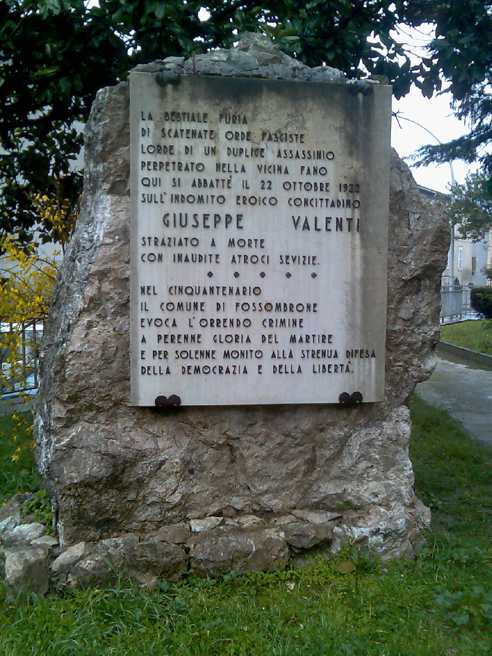 LA BESTIALE FURIA
DI SCATENATE ORDE FASCISTE
LORDE DI UN DUPLICE ASSASSINIO
PERPETRATO NELLA VICINA FANO
QUI SI ABBATTÈ IL 22 OTTOBRE 1922
SULL'INDOMITO EROICO CONCITTADINO
GIUSEPPE VALENTI
STRAZIATO A MORTE
CON INAUDITE ATROCI SEVIZIE.
NEL CINQUANTENARIO
IL COMUNE DI FOSSOMBRONE
EVOCA L'ORRENDO CRIMINE
A PERENNE GLORIA DEL MARTIRE
E PER SOLENNE MONITO ALLA STRENUA DIFESA
DELLA DEMOCRAZIA E DELLA LIBERTÀ.